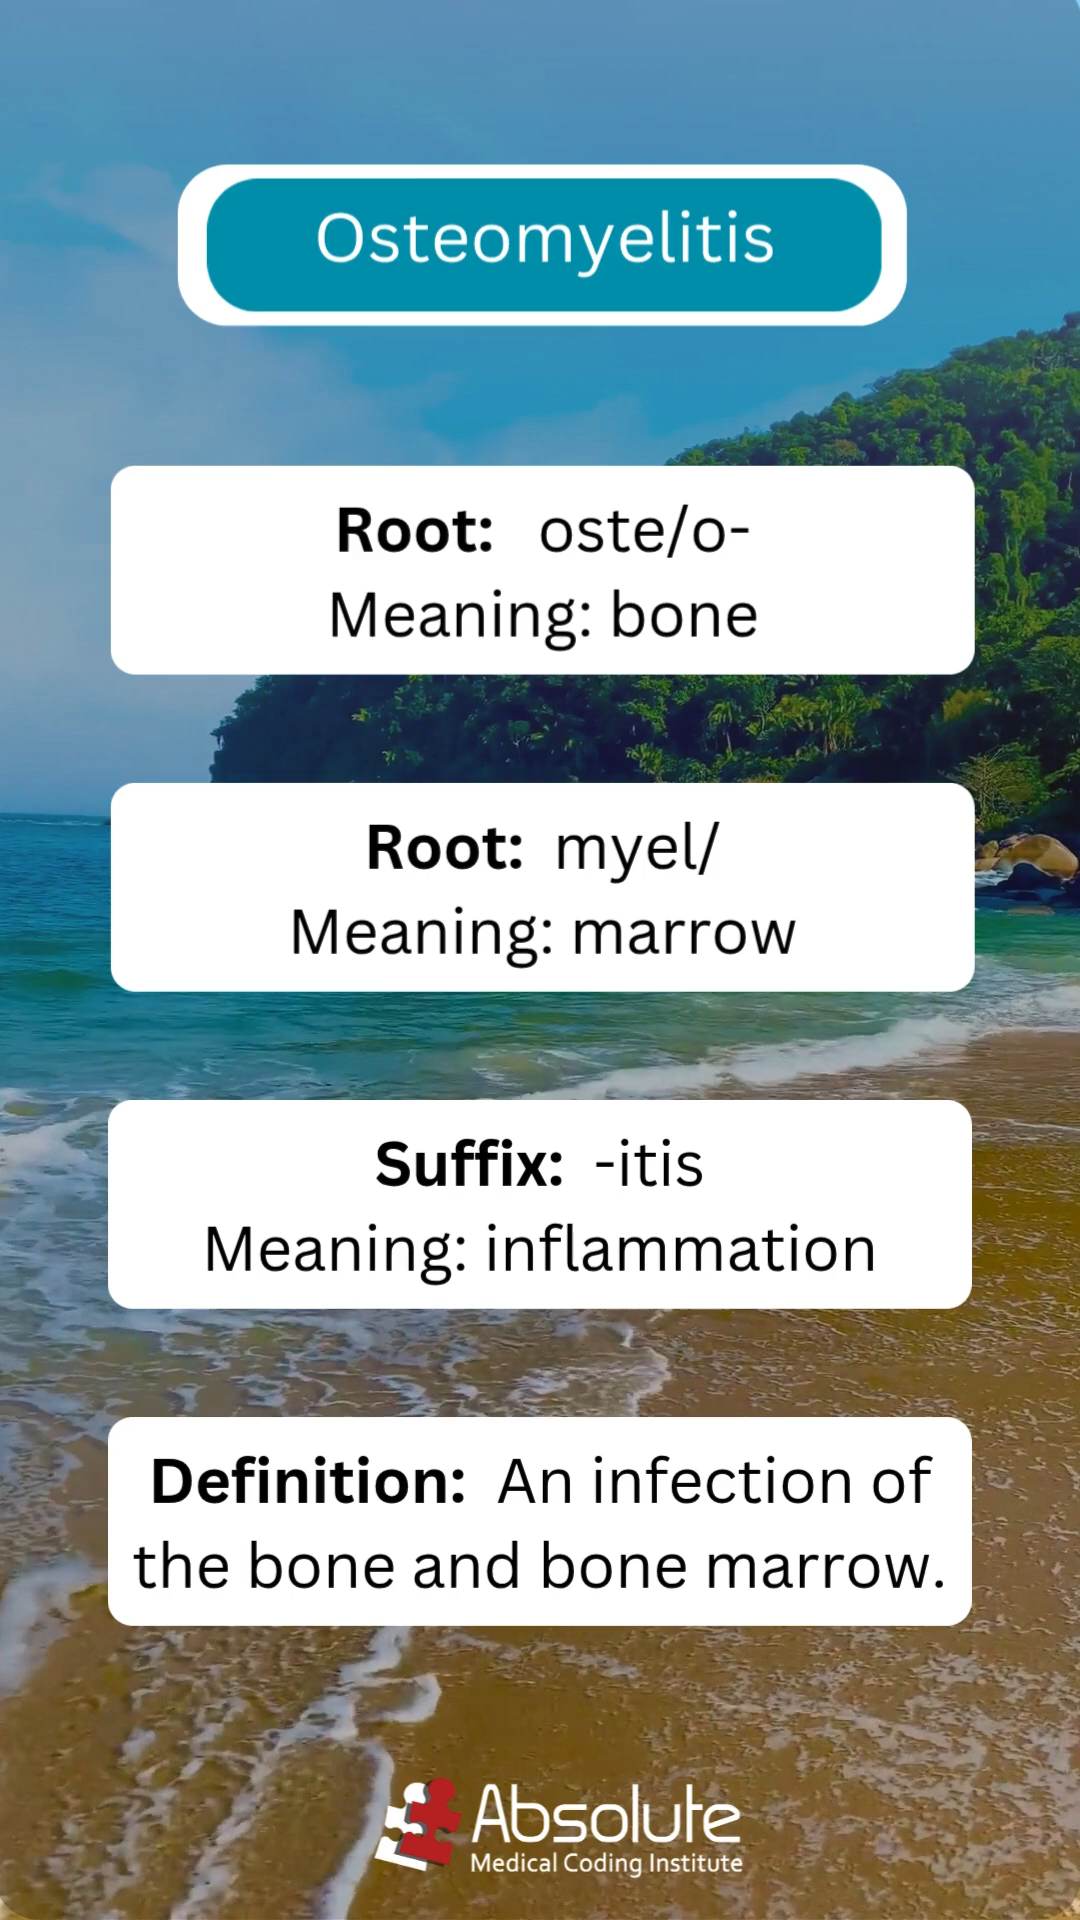 Osteomyelitis
Root: oste/o-
Meaning: bone
Root: myel/
Meaning: marrow
Suffix: -itis
Meaning: inflammation
Definition: An infection of
the bone and bone marrow.
Absolute
Medical Coding Institute